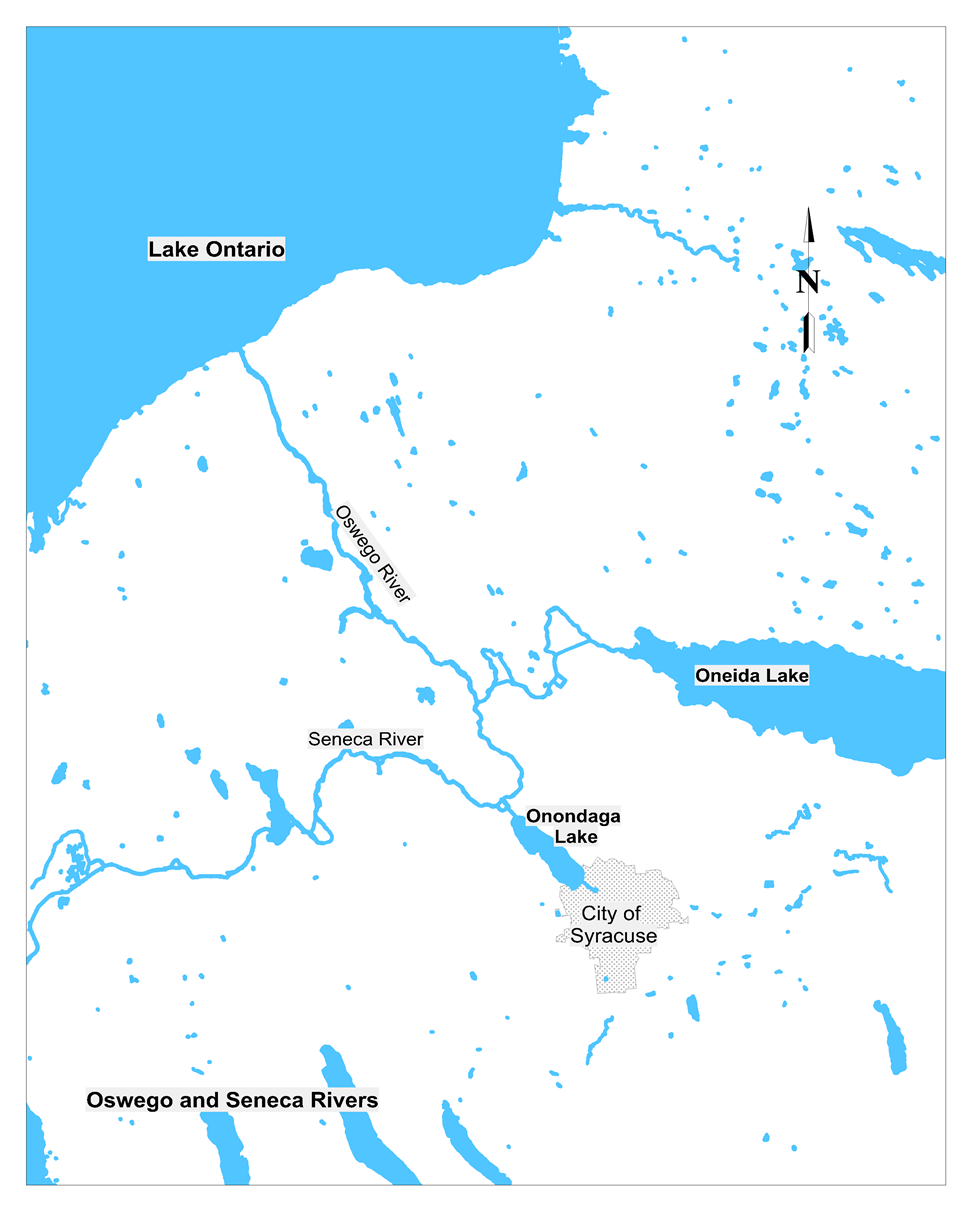 Lake Ontario
N
Oswego River
Oneida Lake
Seneca River
Onondaga
Lake
City of
Syracuse
Oswego and Seneca Rivers